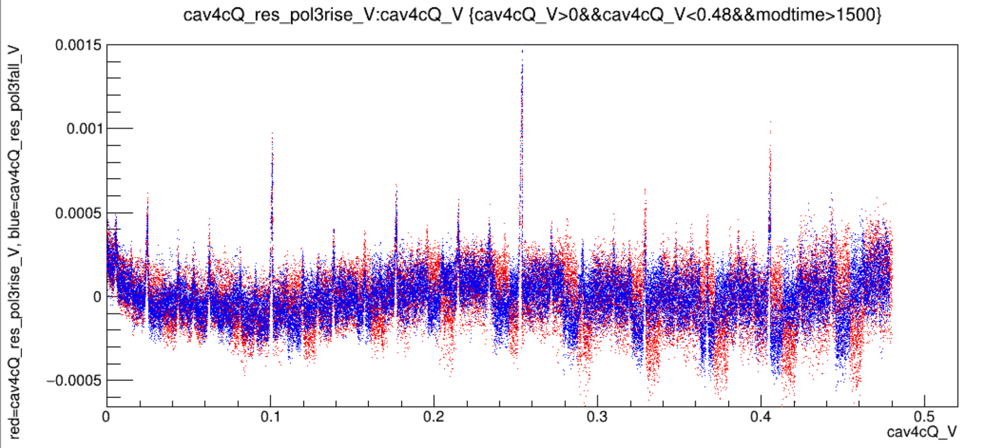 cav4cQ_res_pol3rise_V:cav4cQ_V {cav4cQ_V>0&&cav4cQ_V<0.48&&modtime>1500}
red=cav4cQ_res_pol3rise_V, blue=cav4cQ_res_pol3fall_V
0.0015
0.001
0.0005
0
−0.0005
0 0.1 0.2 0.3 0.4 0.5
cav4cQ_V